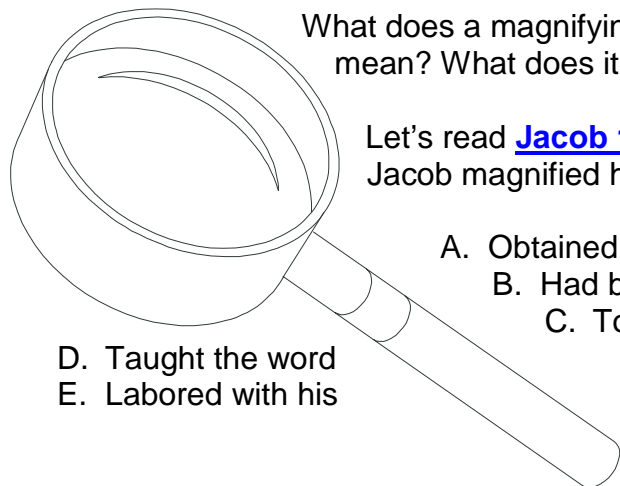 What does a magnifyin
mean? What does it
Let's read Jacob
Jacob magnified h
A. Obtained
B. Had b
C. To
D. Taught the word
E. Labored with his